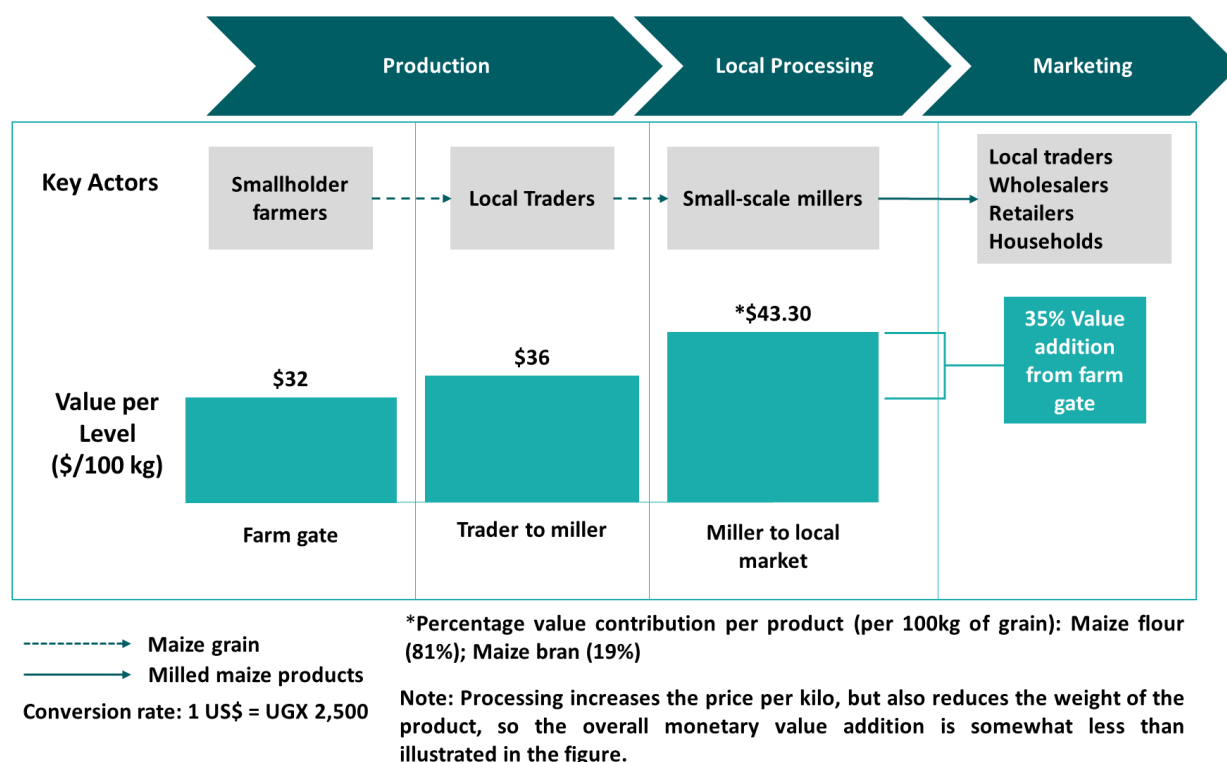 Production
Local Processing
Marketing
Key Actors
Smallholder
farmers
Local Traders
Small-scale millers
Local traders
Wholesalers
Retailers
Households
Value per
Level
($/100 kg)
$32
$36
*$43.30
35% Value
addition
from farm
gate
Farm gate
Trader to miller
Miller to local
market
Maize grain
Milled maize products
Conversion rate: 1 US$ = UGX 2,500
*Percentage value contribution per product (per 100kg of grain): Maize flour
(81%); Maize bran (19%)
Note: Processing increases the price per kilo, but also reduces the weight of the
product, so the overall monetary value addition is somewhat less than
illustrated in the figure.